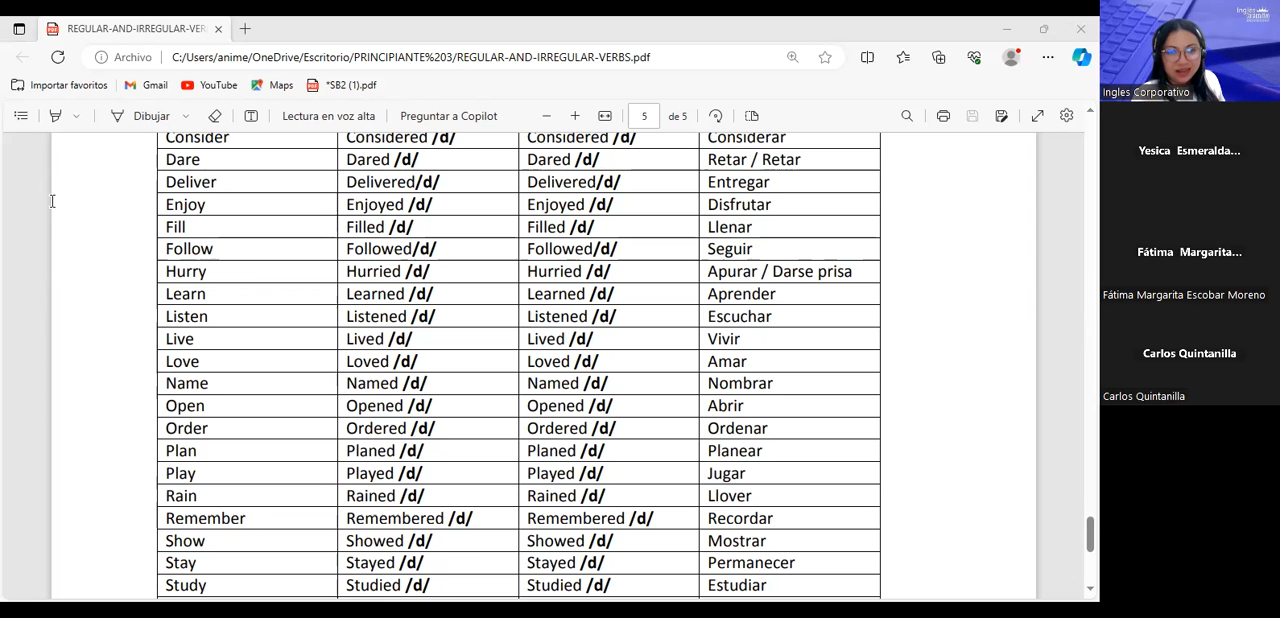 REGULAR-AND-IRREGULAR-VER
Archivo C:/Users/anime/OneDrive/Escritorio/PRINCIPIANTE%203/REGULAR-AND-IRREGULAR-VERBS.pdf
Importar favoritos Gmail YouTube Maps *SB2 (1).pdf
Dibujar Lectura en voz alta Preguntar a Copilot 5 de 5
Consider Considered /d/ Considered /d/ Considerar
Dare Dared /d/ Dared /d/ Retar / Retar
Deliver Delivered/d/ Delivered/d/ Entregar
Enjoy Enjoyed /d/ Enjoyed /d/ Disfrutar
Fill Filled /d/ Filled /d/ Llenar
Follow Followed/d/ Followed/d/ Seguir
Hurry Hurried /d/ Hurried /d/ Apurar / Darse prisa
Learn Learned /d/ Learned /d/ Aprender
Listen Listened /d/ Listened /d/ Escuchar
Live Lived /d/ Lived /d/ Vivir
Love Loved /d/ Loved /d/ Amar
Name Named /d/ Named /d/ Nombrar
Open Opened /d/ Opened /d/ Abrir
Order Ordered /d/ Ordered /d/ Ordenar
Plan Planed /d/ Planed /d/ Planear
Play Played /d/ Played /d/ Jugar
Rain Rained /d/ Rained /d/ Llover
Remember Remembered /d/ Remembered /d/ Recordar
Show Showed /d/ Showed /d/ Mostrar
Stay Stayed /d/ Stayed /d/ Permanecer
Study Studied /d/ Studied /d/ Estudiar
Ingles Corporativo
Yesica Esmeralda...
Fátima Margarita...
Fátima Margarita Escobar Moreno
Carlos Quintanilla
Carlos Quintanilla